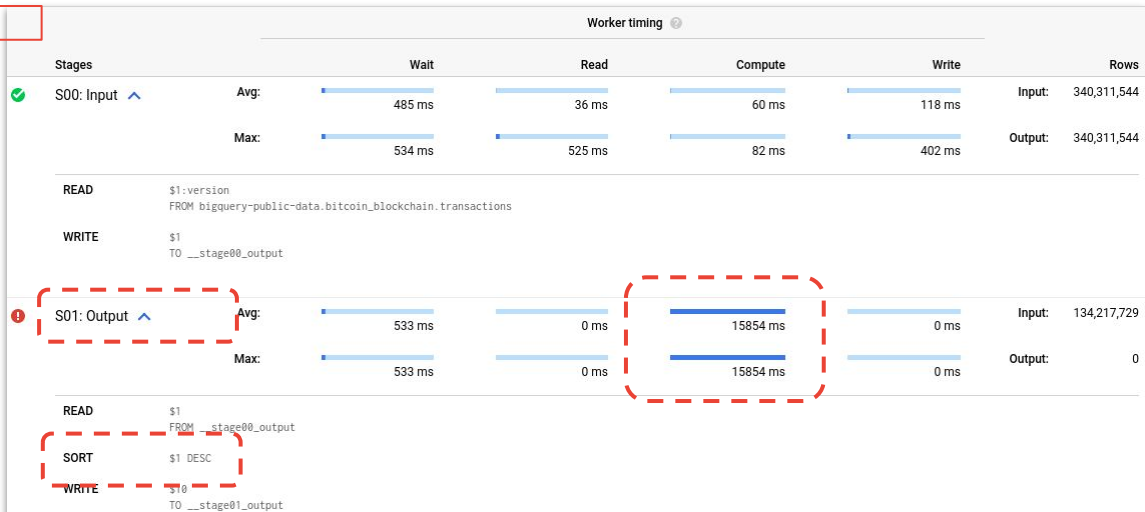 Worker timing
Stages Wait Read Compute Write Rows
S00: Input Avg: 485 ms 36 ms 60 ms 118 ms Input: 340,311,544
Max: 534 ms 525 ms 82 ms 402 ms Output: 340,311,544
READ $1:version
FROM bigquery-public-data.bitcoin_blockchain.transactions
WRITE $1
TO __stage00_output
S01: Output Avg: 533 ms 0 ms 15854 ms 0 ms Input: 134,217,729
Max: 533 ms 0 ms 15854 ms 0 ms Output: 0
READ $1
FROM __stage00_output
SORT $1 DESC
WRITE $10
TO __stage01_output